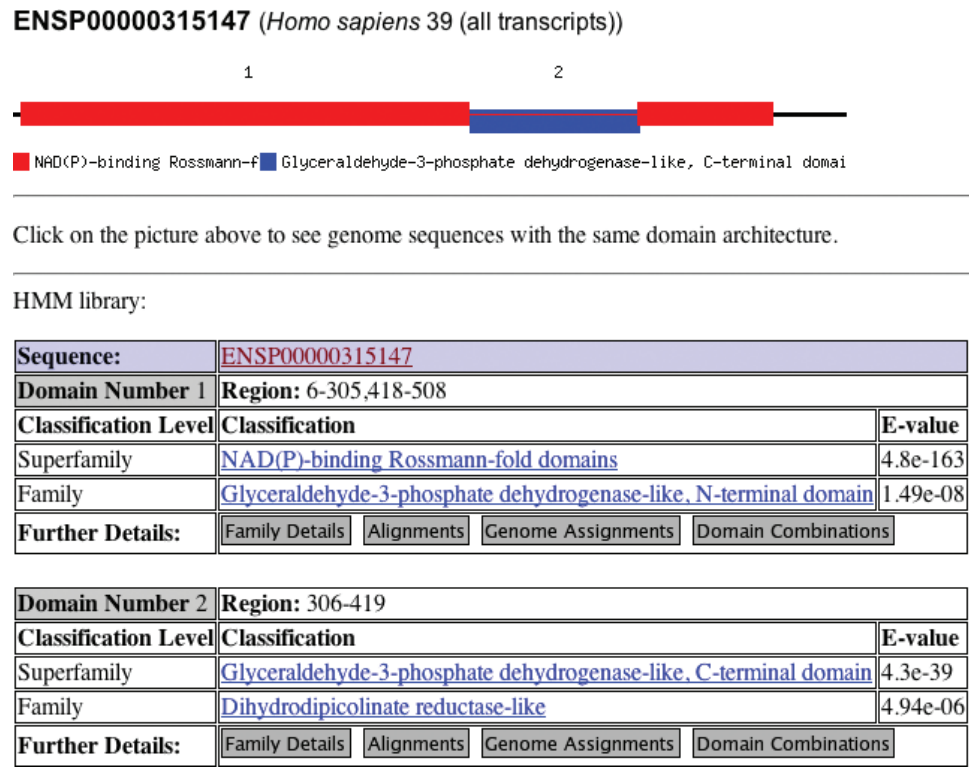 ENSP00000315147 (Homo sapiens 39 (all transcripts))
1 2
NAD(P)-binding Rossmann-f Glyceraldehyde-3-phosphate dehydrogenase-like, C-terminal domai
Click on the picture above to see genome sequences with the same domain architecture.
HMM library:
Sequence: ENSP00000315147
Domain Number 1 Region: 6-305,418-508
Classification Level Classification E-value
Superfamily NAD(P)-binding Rossmann-fold domains 4.8e-163
Family Glyceraldehyde-3-phosphate dehydrogenase-like, N-terminal domain 1.49e-08
Further Details: Family Details Alignments Genome Assignments Domain Combinations
Domain Number 2 Region: 306-419
Classification Level Classification E-value
Superfamily Glyceraldehyde-3-phosphate dehydrogenase-like, C-terminal domain 4.3e-39
Family Dihydrodipicolinate reductase-like 4.94e-06
Further Details: Family Details Alignments Genome Assignments Domain Combinations